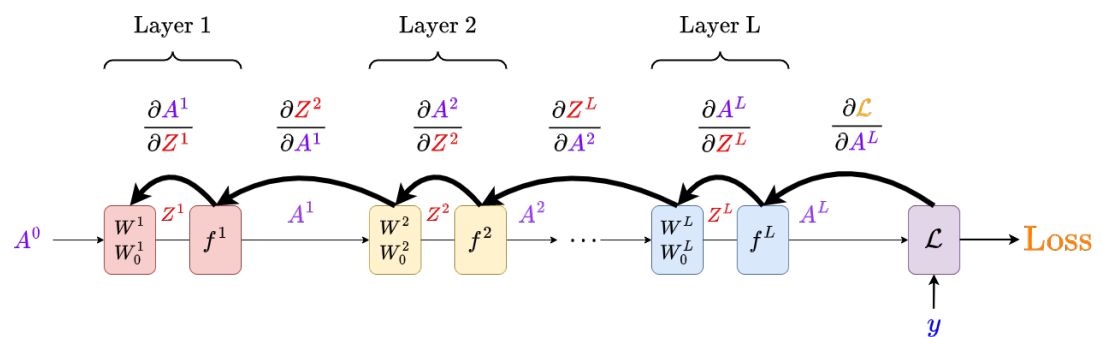 Layer 1 Layer 2 Layer L
∂A¹/∂Z¹ ∂Z²/∂A¹ ∂A²/∂Z² ∂Z^L/∂A² ∂A^L/∂Z^L ∂ℒ/∂A^L
A⁰ W¹ W₀¹ Z¹ f¹ A¹ W² W₀² Z² f² A² ··· W^L W₀^L Z^L f^L A^L ℒ Loss
y